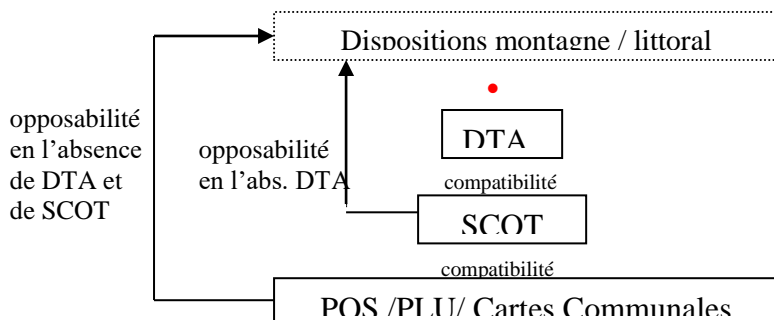 Dispositions montagne / littoral
DTA
opposabilité
en l'absence
de DTA et
de SCOT
opposabilité
en l'abs. DTA
compatibilité
SCOT
compatibilité
POS /PLU/ Cartes Communales